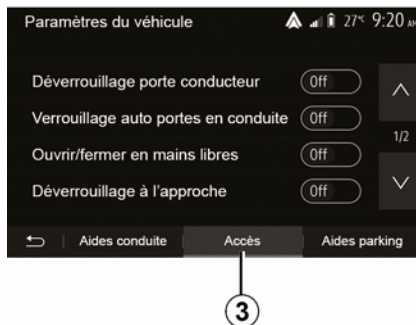 Paramètres du véhicule 27°C 9:20 AM
Déverrouillage porte conducteur Off
Verrouillage auto portes en conduite Off
1/2
Ouvrir/fermer en mains libres Off
Déverrouillage à l'approche Off
Aides conduite Accès Aides parking
3